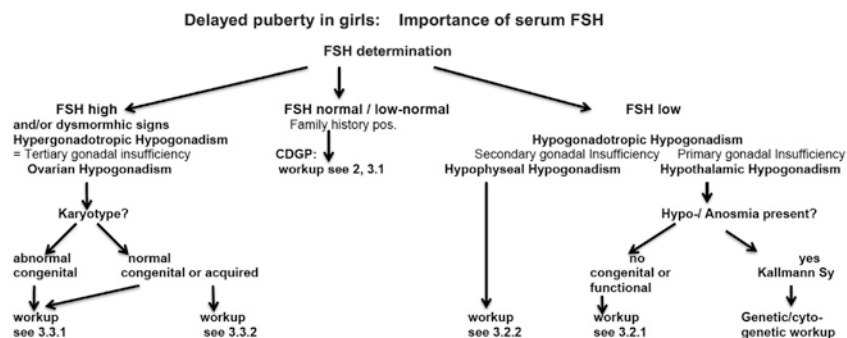 Delayed puberty in girls: Importance of serum FSH
FSH determination
FSH high
and/or dysmorhic signs
Hypergonadotropic Hypogonadism
= Tertiary gonadal insufficiency
Ovarian Hypogonadism
Karyotype?
abnormal
congenital
normal
congenital or acquired
workup
see 3.3.1
workup
see 3.3.2
FSH normal / low-normal
Family history pos.
CDGP:
workup see 2, 3.1
FSH low
Hypogonadotropic Hypogonadism
Secondary gonadal Insufficiency
Hypophyseal Hypogonadism
workup
see 3.2.2
Primary gonadal Insufficiency
Hypothalamic Hypogonadism
Hypo-/ Anosmia present?
no
congenital or
functional
workup
see 3.2.1
yes
Kallmann Sy
Genetic/cyto-
genetic workup